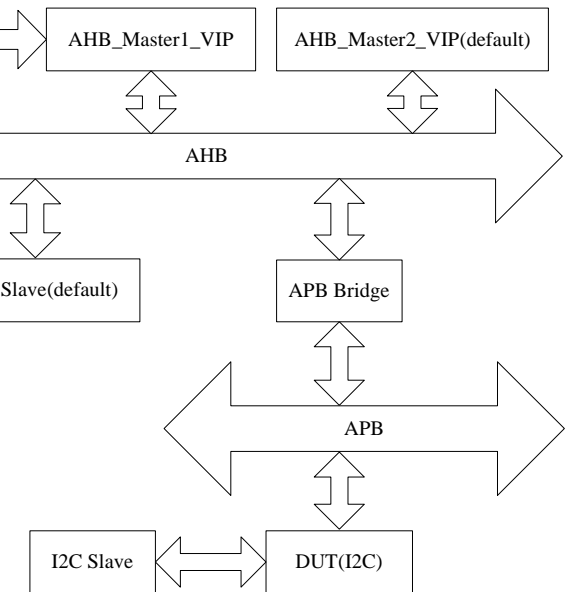 AHB_Master1_VIP
AHB_Master2_VIP(default)
AHB
Slave(default)
APB Bridge
APB
I2C Slave
DUT(I2C)